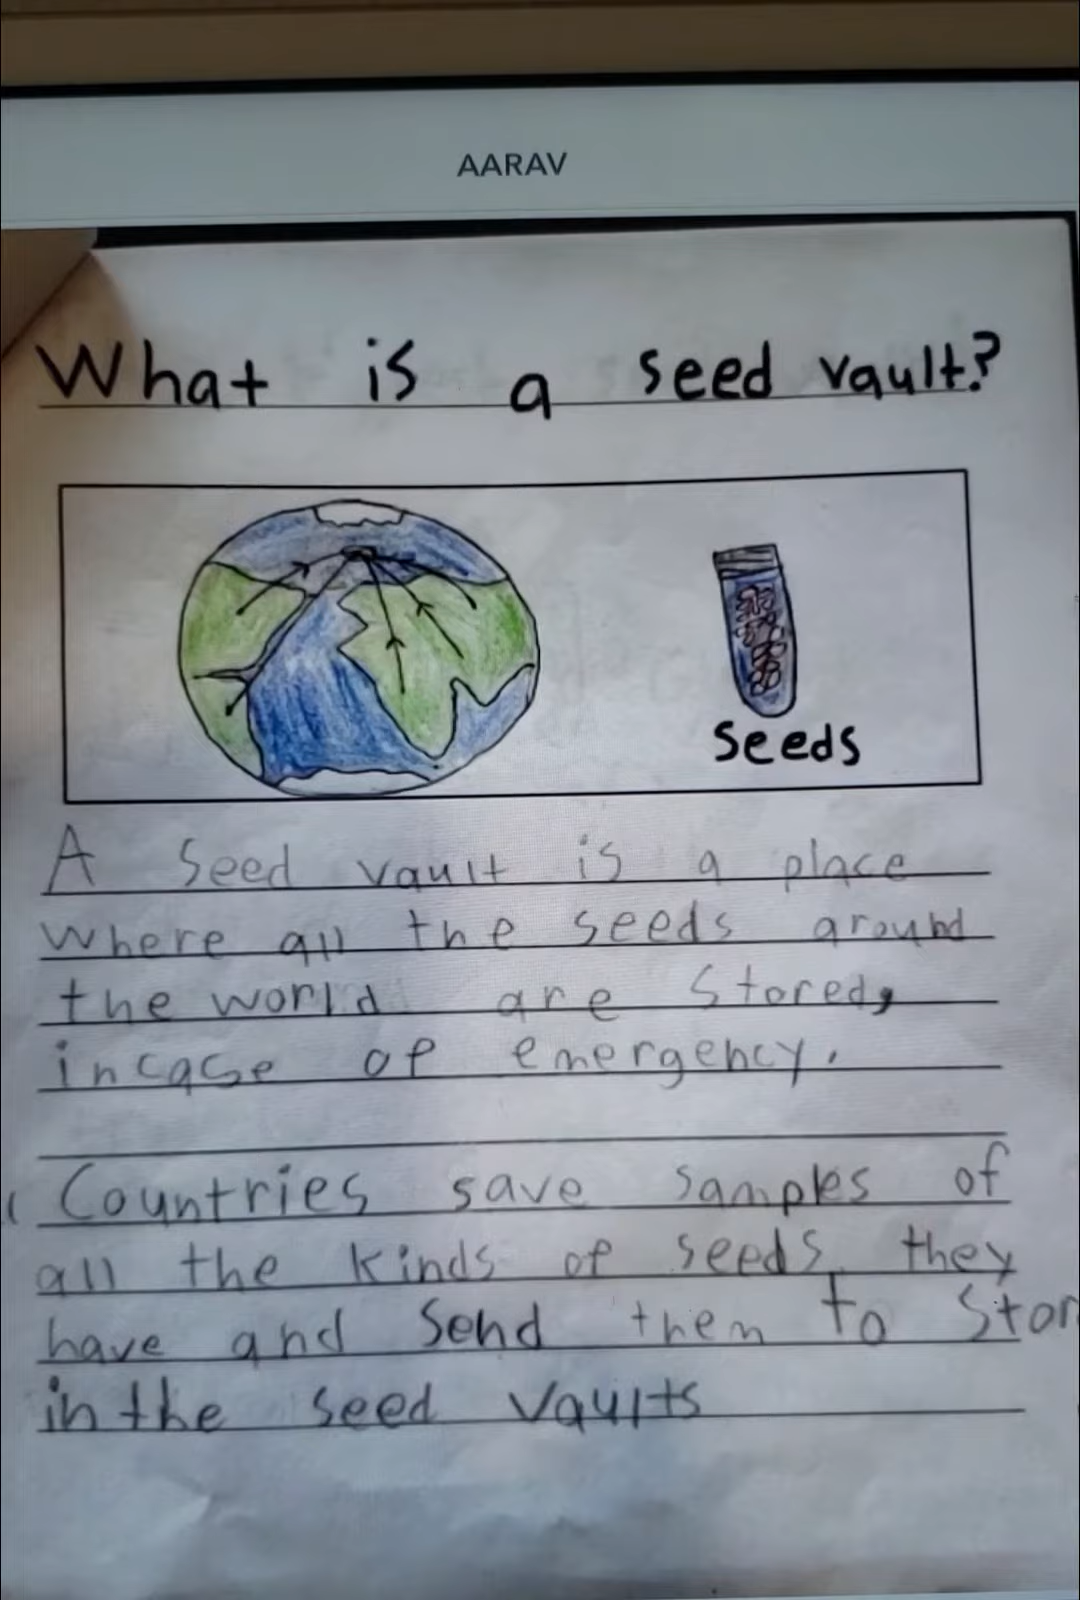 AARAV
What is a seed vault?
Seeds
A Seed vault is a place
where all the seeds around
the world are Stored,
incase of emergency.
Countries save samples of
all the kinds of seeds they
have and Send them to Stor
in the seed vaults